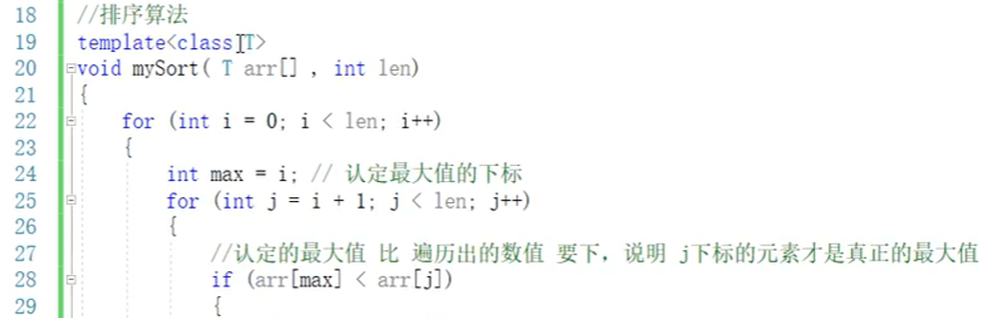 18 //排序算法
19 template<class T>
20 void mySort( T arr[] , int len)
21 {
22 for (int i = 0; i < len; i++)
23 {
24 int max = i; // 认定最大值的下标
25 for (int j = i + 1; j < len; j++)
26 {
27 //认定的最大值 比 遍历出的数值 要下，说明 j下标的元素才是真正的最大值
28 if (arr[max] < arr[j])
29 {